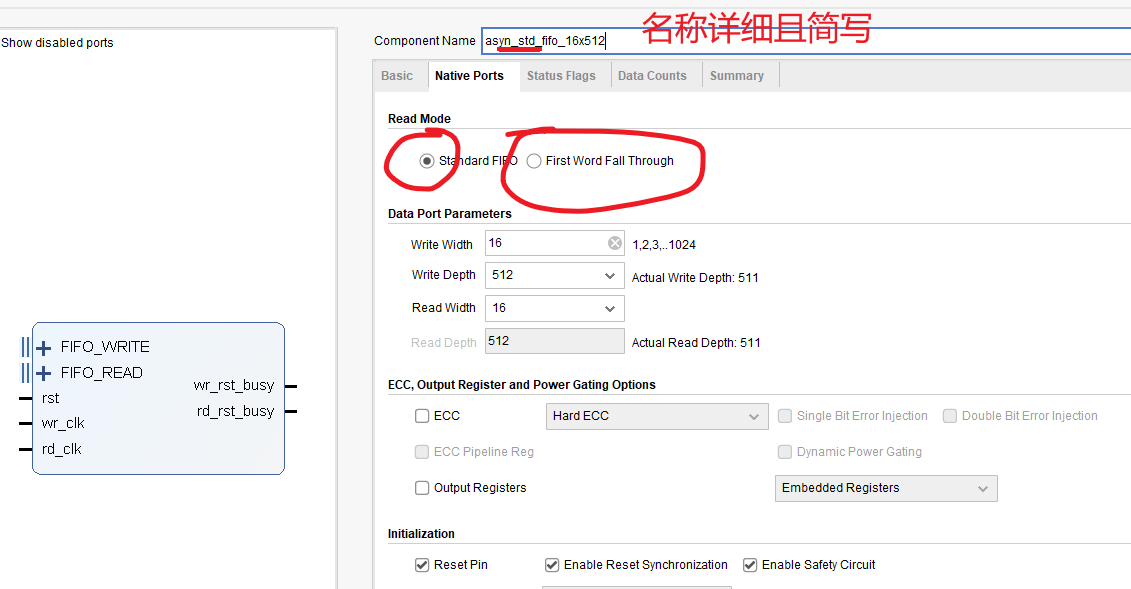 名称详细且简写
Show disabled ports
Component Name asyn_std_fifo_16x512
Basic Native Ports Status Flags Data Counts Summary
Read Mode
Standard FIFO First Word Fall Through
Data Port Parameters
Write Width 16 1,2,3,..1024
Write Depth 512 Actual Write Depth: 511
Read Width 16
Read Depth 512 Actual Read Depth: 511
FIFO_WRITE
FIFO_READ
wr_rst_busy
rd_rst_busy
rst
wr_clk
rd_clk
ECC, Output Register and Power Gating Options
ECC Hard ECC Single Bit Error Injection Double Bit Error Injection
ECC Pipeline Reg Dynamic Power Gating
Output Registers Embedded Registers
Initialization
Reset Pin Enable Reset Synchronization Enable Safety Circuit